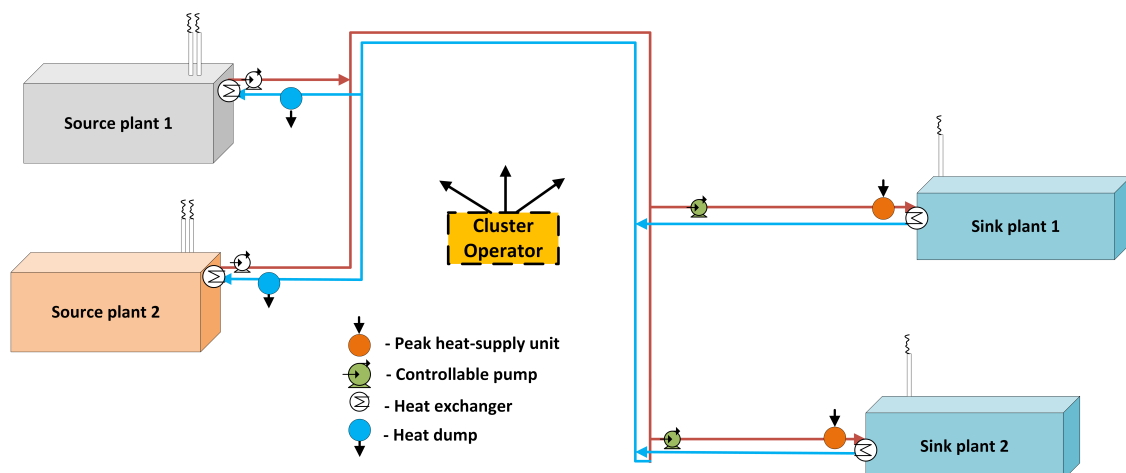 Source plant 1
Source plant 2
Cluster
Operator
Sink plant 1
Sink plant 2
- Peak heat-supply unit
- Controllable pump
- Heat exchanger
- Heat dump